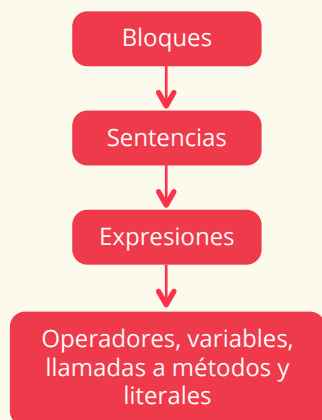 Bloques
Sentencias
Expresiones
Operadores, variables,
llamadas a métodos y
literales